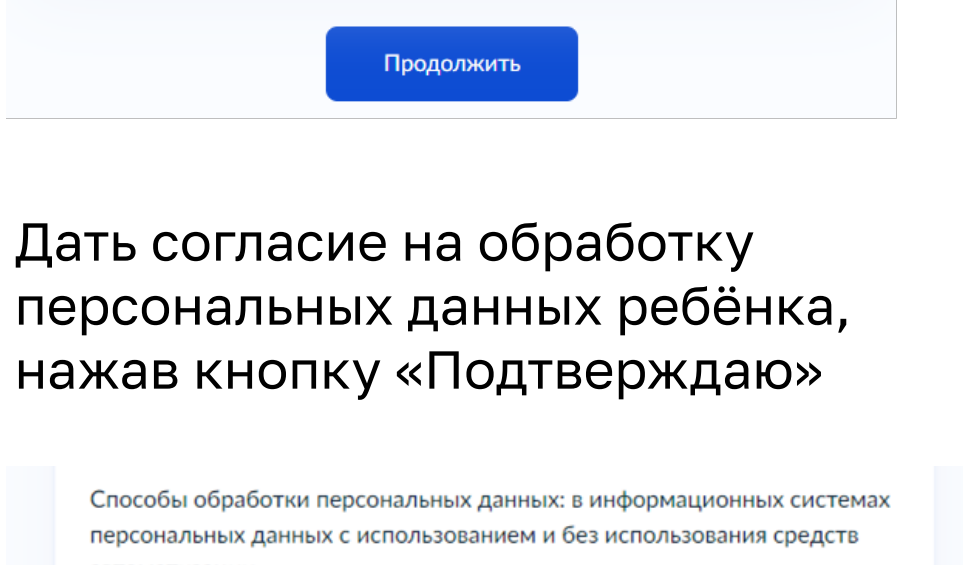 Продолжить
Дать согласие на обработку
персональных данных ребёнка,
нажав кнопку «Подтверждаю»
Способы обработки персональных данных: в информационных системах
персональных данных с использованием и без использования средств